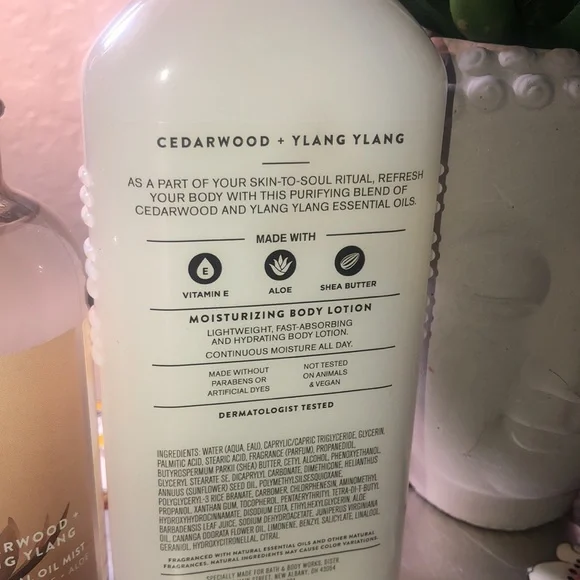 CEDARWOOD + YLANG YLANG
AS A PART OF YOUR SKIN-TO-SOUL RITUAL, REFRESH
YOUR BODY WITH THIS PURIFYING BLEND OF
CEDARWOOD AND YLANG YLANG ESSENTIAL OILS.
MADE WITH
E
VITAMIN E ALOE SHEA BUTTER
MOISTURIZING BODY LOTION
LIGHTWEIGHT, FAST-ABSORBING
AND HYDRATING BODY LOTION.
CONTINUOUS MOISTURE ALL DAY.
MADE WITHOUT
PARABENS OR
ARTIFICIAL DYES
NOT TESTED
ON ANIMALS
& VEGAN
DERMATOLOGIST TESTED
INGREDIENTS: WATER (AQUA, EAU), CAPRYLIC/CAPRIC TRIGLYCERIDE, GLYCERIN,
PALMITIC ACID, STEARIC ACID, FRAGRANCE (PARFUM), PROPANEDIOL,
BUTYROSPERMUM PARKII (SHEA) BUTTER, CETYL ALCOHOL, PHENOXYETHANOL,
GLYCERYL STEARATE SE, DICAPRYLYL CARBONATE, DIMETHICONE, HELIANTHUS
ANNUUS (SUNFLOWER) SEED OIL, POLYMETHYLSILSESQUIOXANE,
POLYGLYCERYL-3 RICE BRANATE, CARBOMER, CHLORPHENESIN, AMINOMETHYL
PROPANOL, XANTHAN GUM, TOCOPHEROL, PENTAERYTHRITYL TETRA-DI-T-BUTYL
HYDROXYHYDROCINNAMATE, DISODIUM EDTA, ETHYLHEXYLGLYCERIN, ALOE
BARBADENSIS LEAF JUICE, SODIUM DEHYDROACETATE, JUNIPERUS VIRGINIANA
OIL, CANANGA ODORATA FLOWER OIL, LIMONENE, BENZYL SALICYLATE, LINALOOL,
GERANIOL, HYDROXYCITRONELLAL, CITRAL
FRAGRANCED WITH NATURAL ESSENTIAL OILS AND OTHER NATURAL
FRAGRANCES. NATURAL INGREDIENTS MAY CAUSE COLOR VARIATIONS.
SPECIALLY MADE FOR BATH & BODY WORKS, DISTR.
STREET, NEW ALBANY, OH 43054
ARWOOD +
NG YLANG
OIL MIST
ALOE